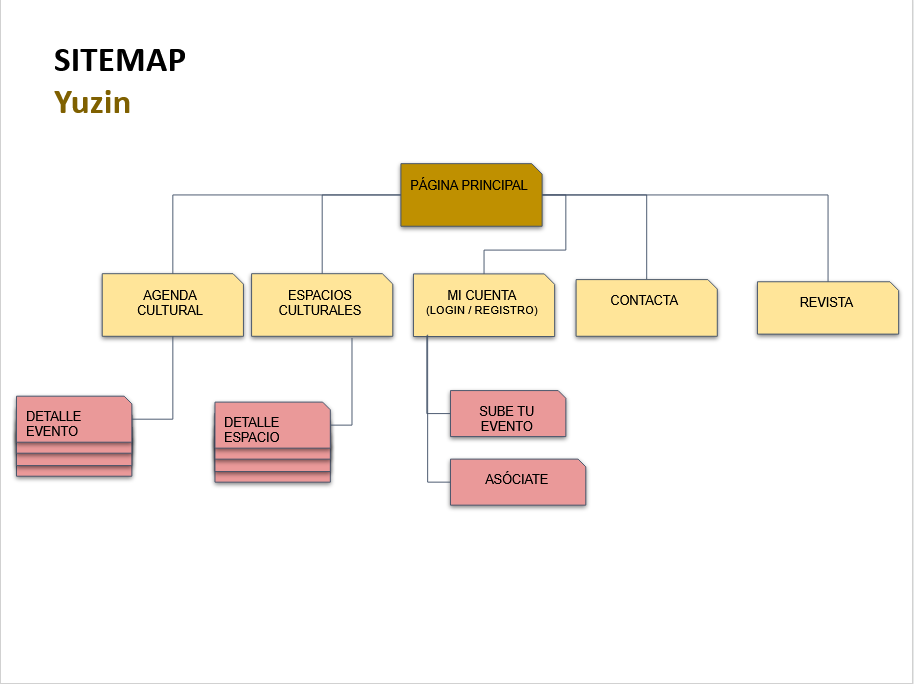 SITEMAP
Yuzin
PÁGINA PRINCIPAL
AGENDA
CULTURAL
ESPACIOS
CULTURALES
MI CUENTA
(LOGIN / REGISTRO)
CONTACTA
REVISTA
DETALLE
EVENTO
DETALLE
ESPACIO
SUBE TU
EVENTO
ASÓCIATE